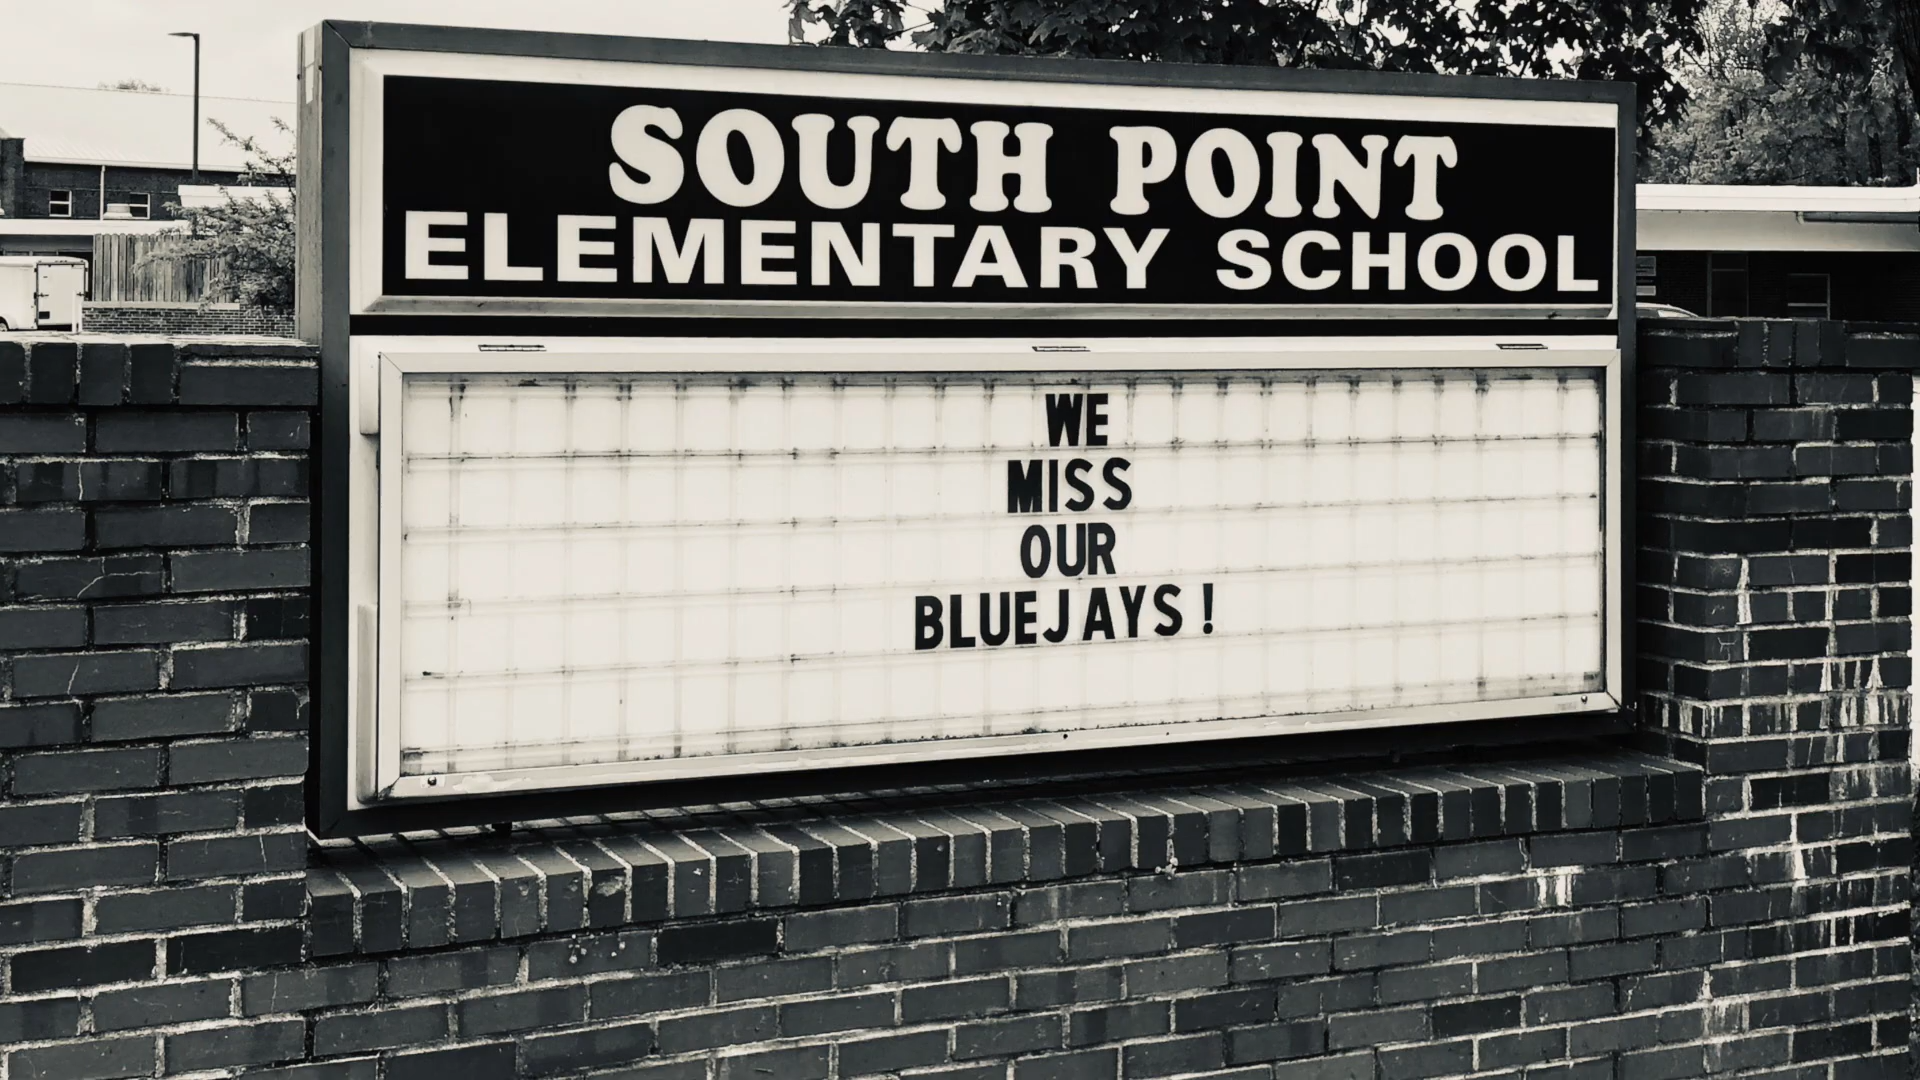 SOUTH POINT
ELEMENTARY SCHOOL
WE
MISS
OUR
BLUEJAYS!